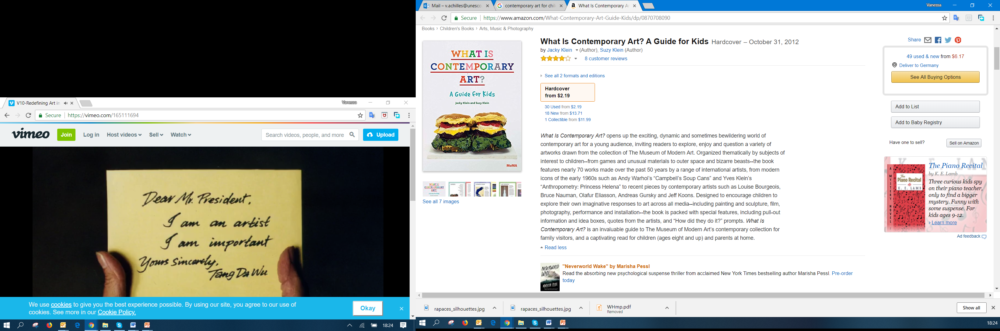 V10-Redefining Art in
Vanessa
Secure
https://vimeo.com/165111694
vimeo
Join
Log in
Host videos
Sell
Watch
Search videos, people, and more
Upload
Dear Mr. President,
I am an artist
I am important
Yours Sincerely,
Tang Da Wu
We use cookies to give you the best experience possible. By using our site, you agree to our use of
cookies. See more in our Cookie Policy.
Okay
18:24
Mail – v.achilles@unesco.
contemporary art for chil
What Is Contemporary A
Vanessa
Secure
https://www.amazon.com/What-Contemporary-Art-Guide-Kids/dp/0870708090
Books › Children's Books › Arts, Music & Photography
WHAT IS
CONTEMPORARY
ART?
A Guide for Kids
Jacky Klein and Suzy Klein
MoMA
WHAT IS
CONTEMPORARY
ART?
See all 7 images
What Is Contemporary Art? A Guide for Kids Hardcover – October 31, 2012
by Jacky Klein (Author), Suzy Klein (Author)
8 customer reviews
See all 2 formats and editions
Hardcover
from $2.19
30 Used from $2.19
18 New from $13.71
1 Collectible from $11.99
What Is Contemporary Art? opens up the exciting, dynamic and sometimes bewildering world of
contemporary art for a young audience, inviting readers to explore, enjoy and question a variety of
artworks drawn from the collection of The Museum of Modern Art. Organized thematically by subjects of
interest to children--from games and unusual materials to outer space and bizarre beasts--the book
features nearly 70 works made over the past 50 years by a range of international artists, from modern
icons of the early 1960s such as Andy Warhol's “Campbell's Soup Cans” and Yves Klein's
“Anthropometry: Princess Helena” to recent pieces by contemporary artists such as Louise Bourgeois,
Bruce Nauman, Olafur Eliasson, Andreas Gursky and Jeff Koons. Designed to encourage children to
explore their own imaginative responses to art across all media--including painting and sculpture, film,
photography, performance and installation--the book is packed with special features, including pull-out
information and idea boxes, quotes from the artists, and “How did they do it?” prompts. What Is
Contemporary Art? is an invaluable guide to The Museum of Modern Art's contemporary collection for
family visitors, and a captivating read for children (ages eight and up) and parents at home.
Read less
NEVERWORLD
WAKE
MARISHA PESSL
"Neverworld Wake" by Marisha Pessl
Read the absorbing new psychological suspense thriller from acclaimed New York Times bestselling author Marisha Pessl. Pre-order
today
Share
49 used & new from $6.17
Deliver to Germany
See All Buying Options
Add to List
Add to Baby Registry
Have one to sell?
Sell on Amazon
A MYSTERY NOVEL
The
Piano Recital
K. E. LAMB
The Piano Recital
by K. E. Lamb
Three curious kids spy
on their piano teacher,
only to find a bigger
mystery. Funny with
some suspense. For
kids ages 9-12.
› Learn more
Ad feedback
rapaces_silhouettes.jpg
rapaces_silhouettes.jpg
WHmp.pdf
Removed
Show all
18:24